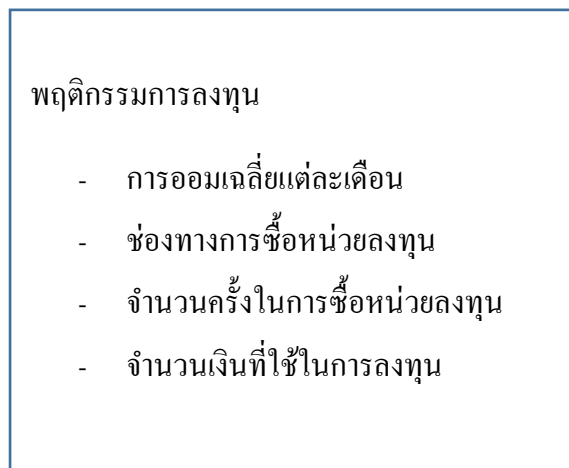 พฤติกรรมการลงทุน
- การออมเฉลี่ยแต่ละเดือน
- ช่องทางการซื้อหน่วยลงทุน
- จำนวนครั้งในการซื้อหน่วยลงทุน
- จำนวนเงินที่ใช้ในการลงทุน